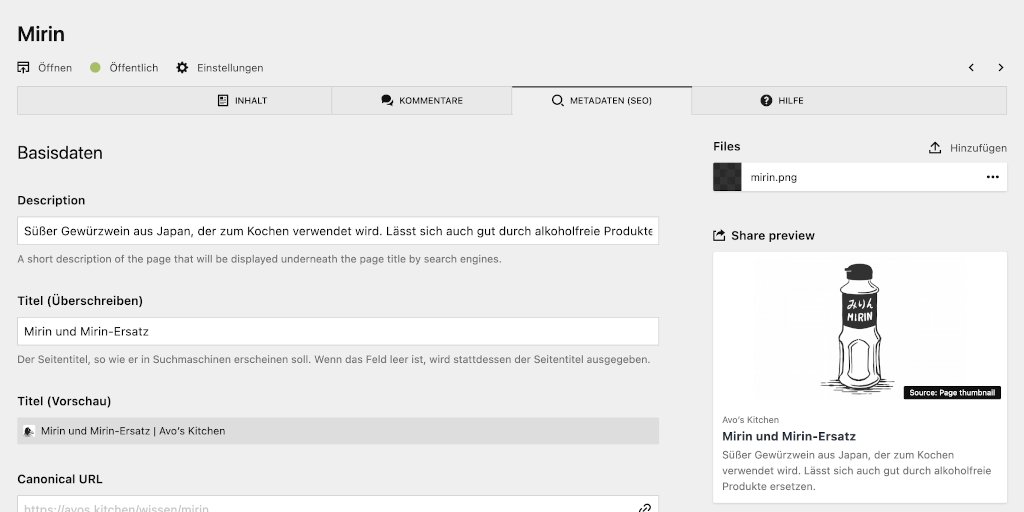 Mirin
Öffnen Öffentlich Einstellungen
INHALT KOMMENTARE METADATEN (SEO) HILFE
Basisdaten
Description
Süßer Gewürzwein aus Japan, der zum Kochen verwendet wird. Lässt sich auch gut durch alkoholfreie Produkte
A short description of the page that will be displayed underneath the page title by search engines.
Titel (Überschreiben)
Mirin und Mirin-Ersatz
Der Seitentitel, so wie er in Suchmaschinen erscheinen soll. Wenn das Feld leer ist, wird stattdessen der Seitentitel ausgegeben.
Titel (Vorschau)
Mirin und Mirin-Ersatz | Avo's Kitchen
Canonical URL
https://avos.kitchen/wissen/mirin
Files Hinzufügen
mirin.png
Share preview
みりん
MIRIN
Source: Page thumbnail
Avo's Kitchen
Mirin und Mirin-Ersatz
Süßer Gewürzwein aus Japan, der zum Kochen
verwendet wird. Lässt sich auch gut durch alkoholfreie
Produkte ersetzen.